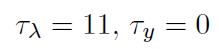 τ_λ = 11, τ_y = 0